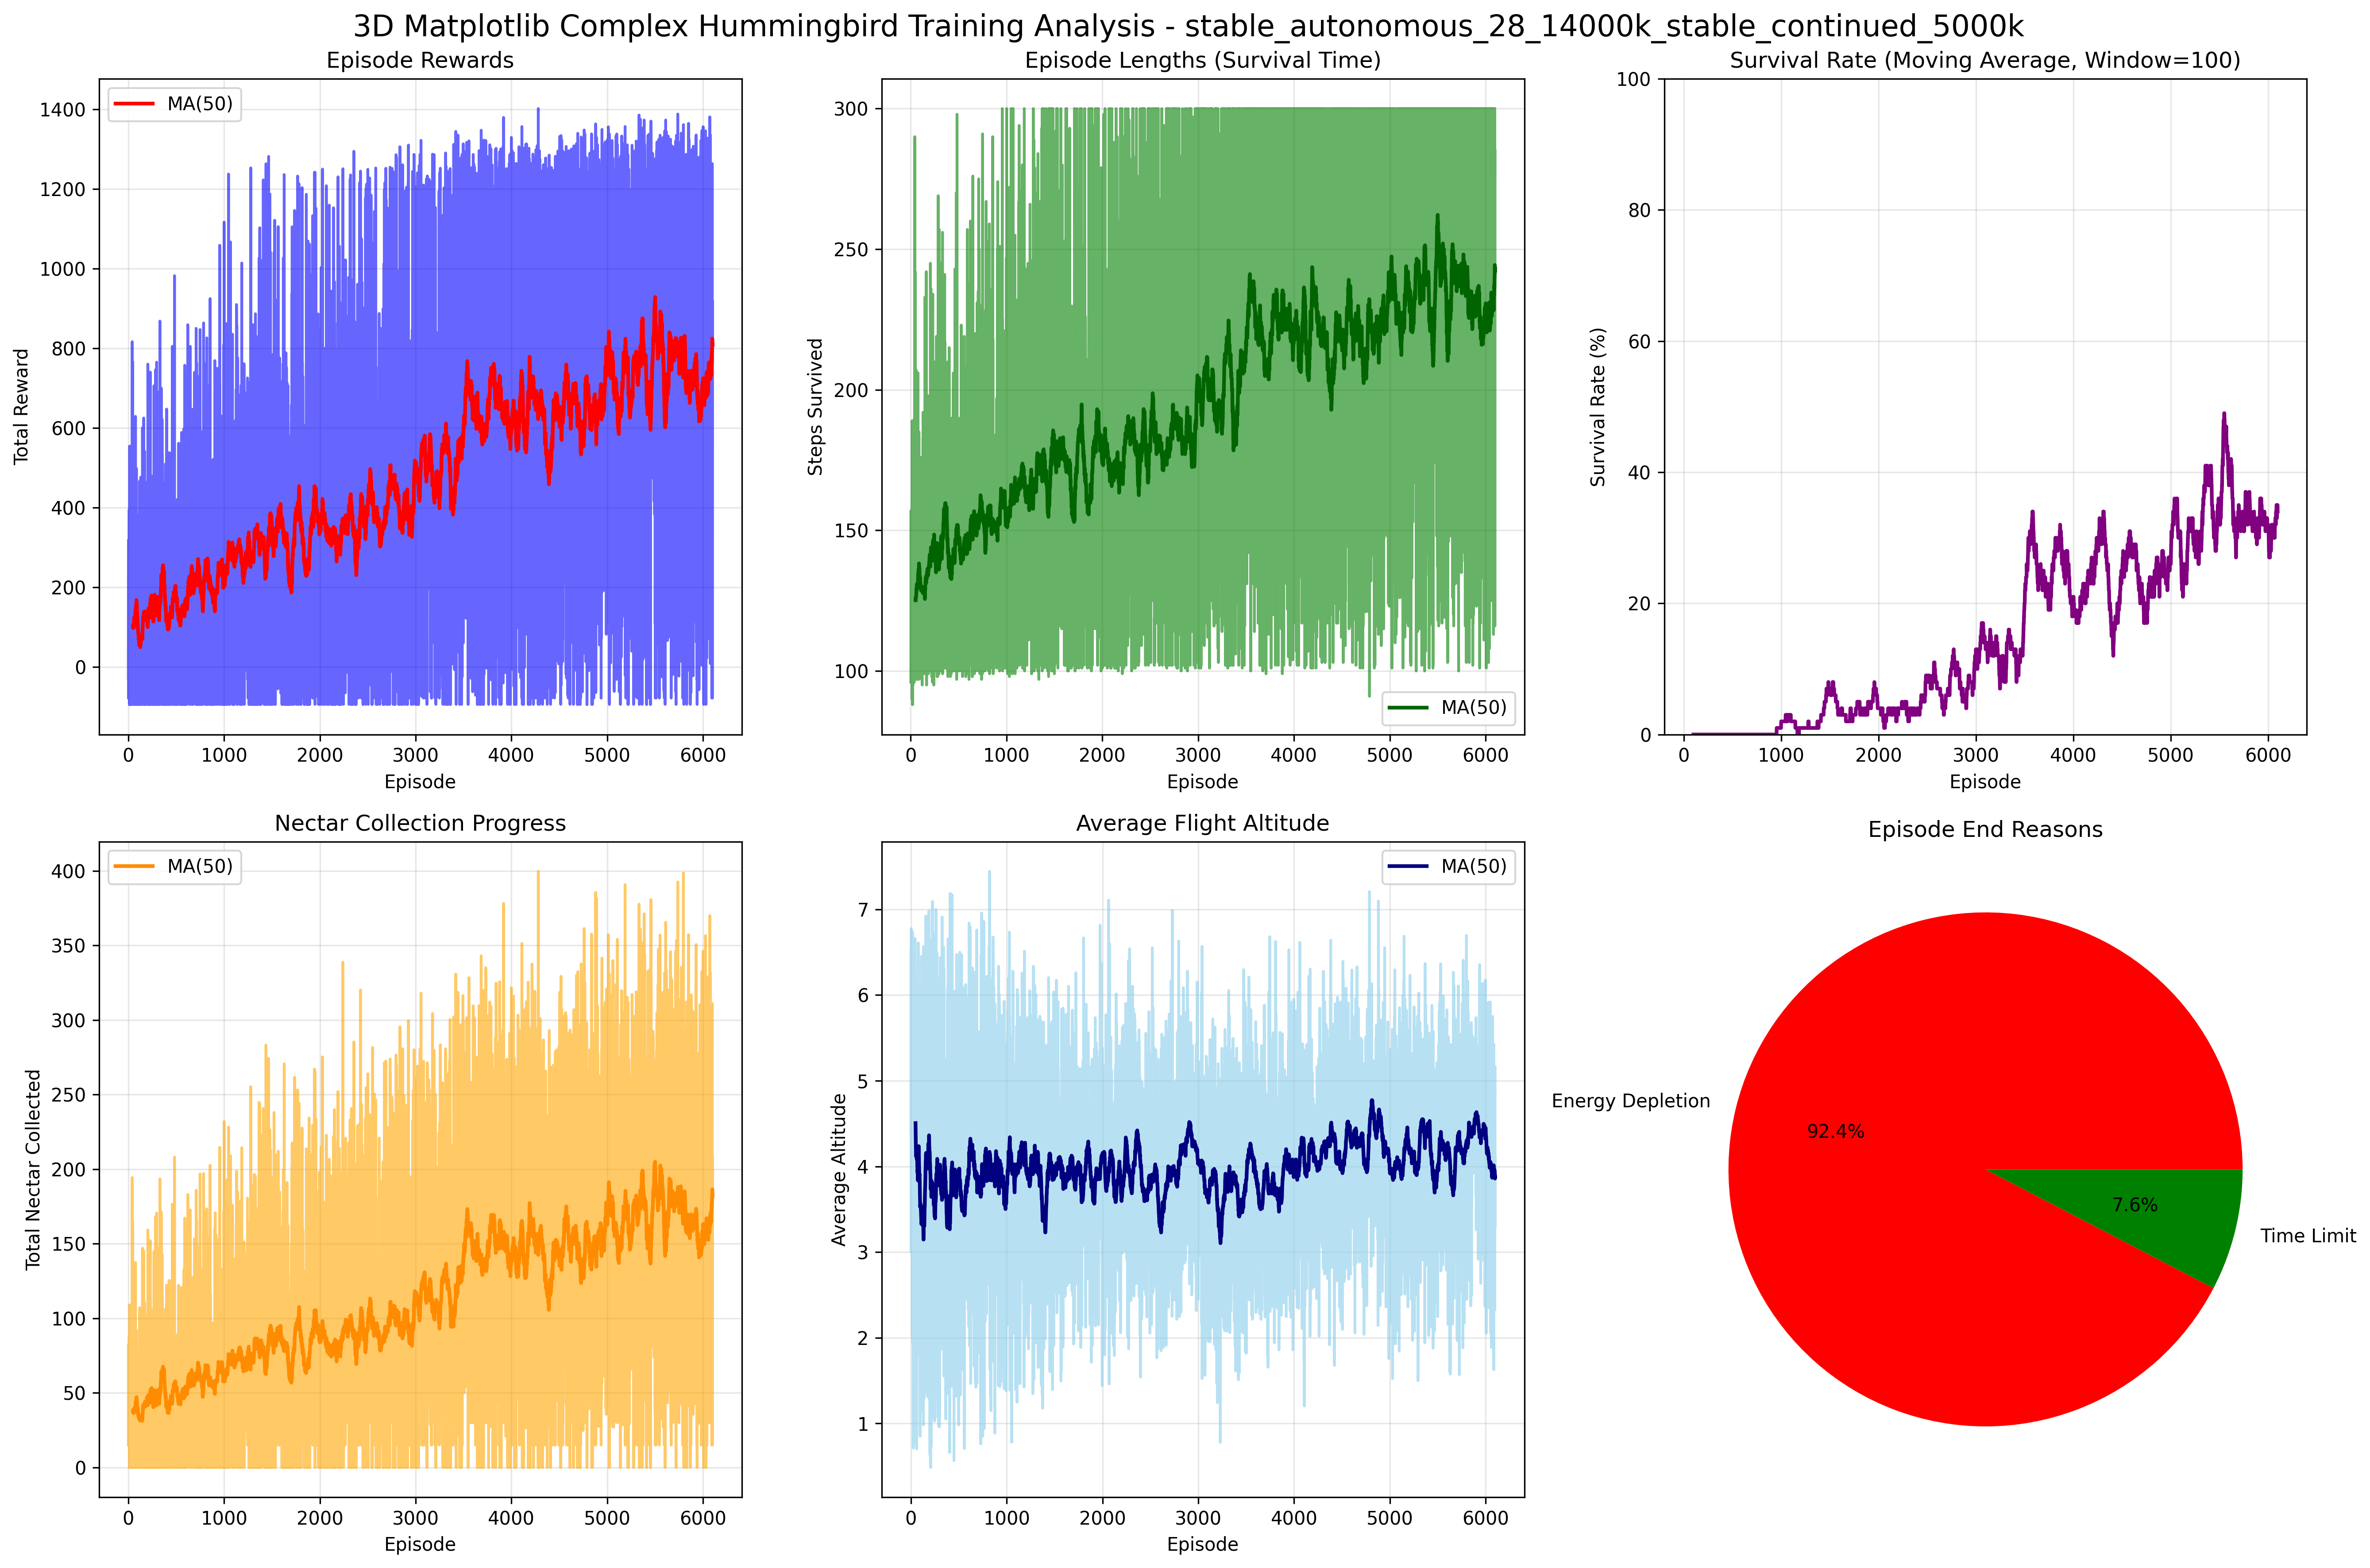 3D Matplotlib Complex Hummingbird Training Analysis - stable_autonomous_28_14000k_stable_continued_5000k
Episode Rewards
MA(50)
1400
1200
1000
800
600
400
200
0
Total Reward
0 1000 2000 3000 4000 5000 6000
Episode
Episode Lengths (Survival Time)
300
250
200
150
100
Steps Survived
MA(50)
0 1000 2000 3000 4000 5000 6000
Episode
Survival Rate (Moving Average, Window=100)
100
80
60
40
20
0
Survival Rate (%)
0 1000 2000 3000 4000 5000 6000
Episode
Nectar Collection Progress
MA(50)
400
350
300
250
200
150
100
50
0
Total Nectar Collected
0 1000 2000 3000 4000 5000 6000
Episode
Average Flight Altitude
MA(50)
7
6
5
4
3
2
1
Average Altitude
0 1000 2000 3000 4000 5000 6000
Episode
Episode End Reasons
Energy Depletion
92.4%
7.6%
Time Limit